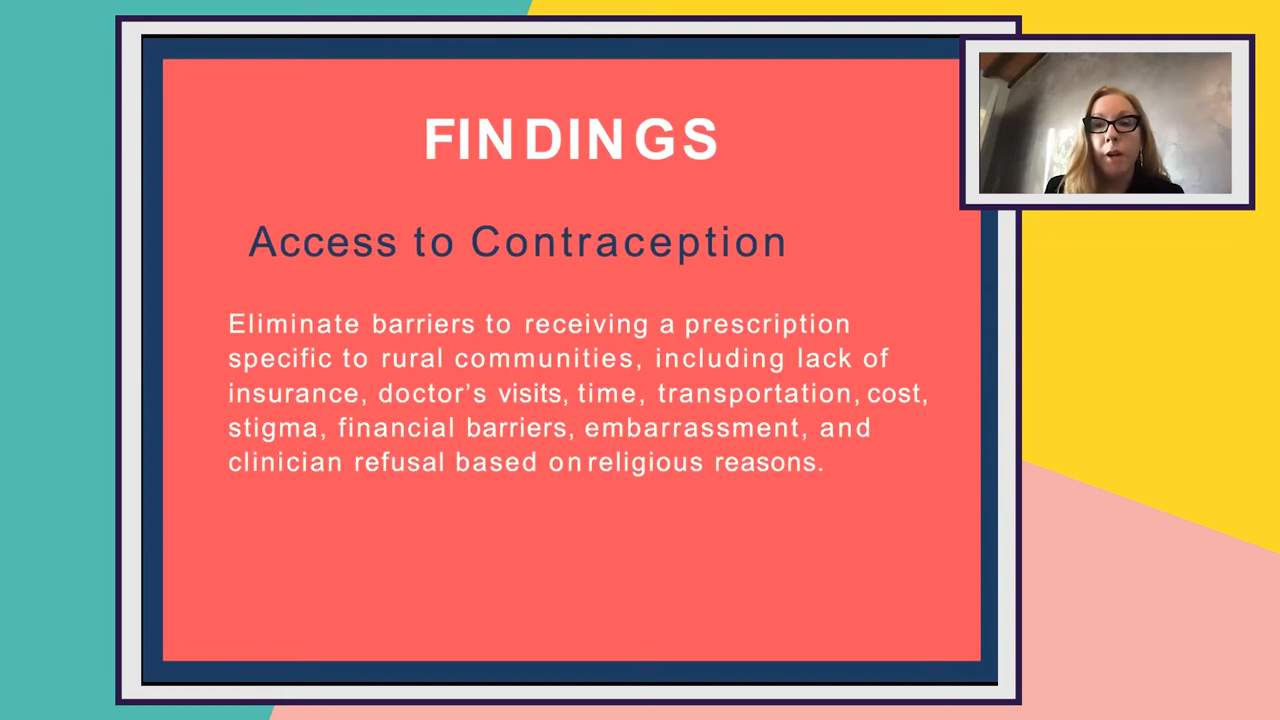 FINDINGS
Access to Contraception
Eliminate barriers to receiving a prescription
specific to rural communities, including lack of
insurance, doctor’s visits, time, transportation, cost,
stigma, financial barriers, embarrassment, and
clinician refusal based on religious reasons.